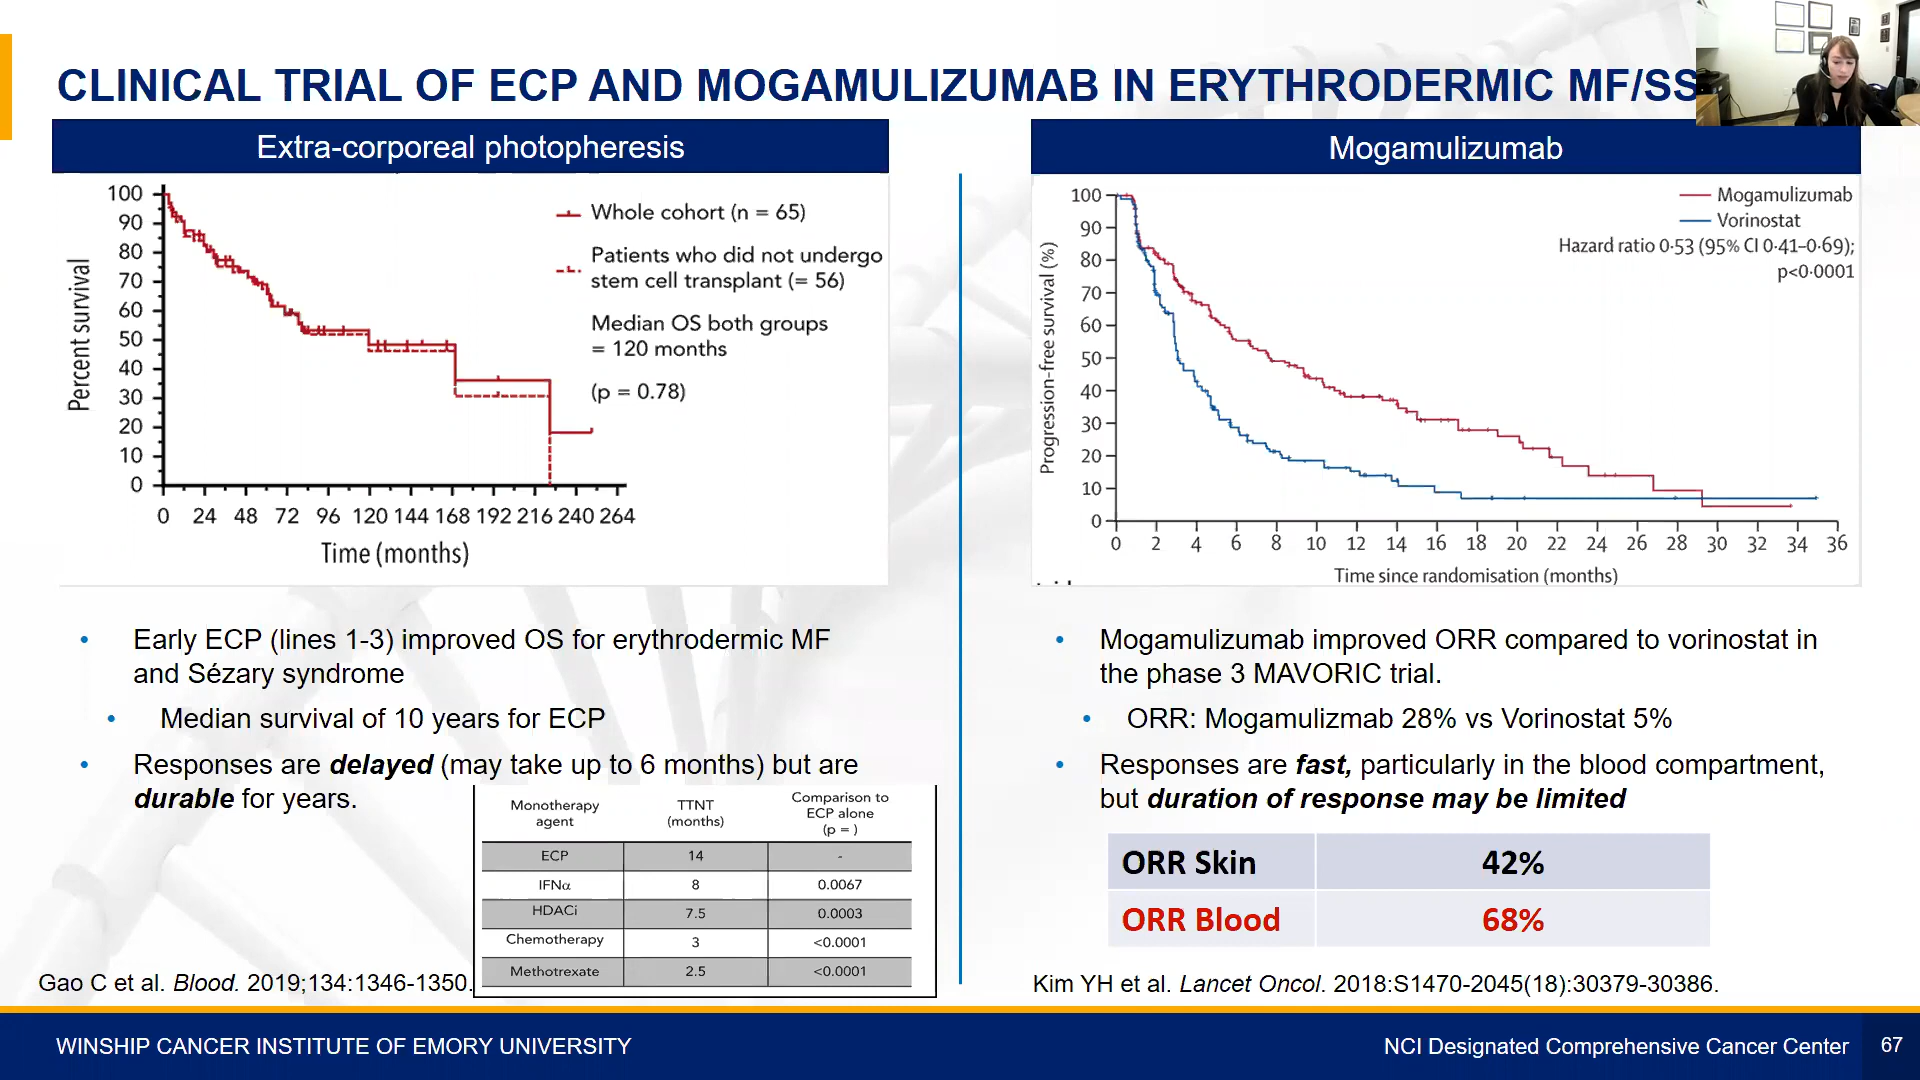 CLINICAL TRIAL OF ECP AND MOGAMULIZUMAB IN ERYTHRODERMIC MF/SS
Extra-corporeal photopheresis
100
90
80
70
60
50
40
30
20
10
0
Percent survival
0 24 48 72 96 120 144 168 192 216 240 264
Time (months)
Whole cohort (n = 65)
Patients who did not undergo
stem cell transplant (= 56)
Median OS both groups
= 120 months
(p = 0.78)
• Early ECP (lines 1-3) improved OS for erythrodermic MF
and Sézary syndrome
• Median survival of 10 years for ECP
• Responses are delayed (may take up to 6 months) but are
durable for years.
Monotherapy agent TTNT (months) Comparison to ECP alone (p = )
ECP 14 -
IFNα 8 0.0067
HDACi 7.5 0.0003
Chemotherapy 3 <0.0001
Methotrexate 2.5 <0.0001
Gao C et al. Blood. 2019;134:1346-1350.
Mogamulizumab
100
90
80
70
60
50
40
30
20
10
0
Progression-free survival (%)
0 2 4 6 8 10 12 14 16 18 20 22 24 26 28 30 32 34 36
Time since randomisation (months)
Mogamulizumab
Vorinostat
Hazard ratio 0·53 (95% CI 0·41–0·69);
p<0·0001
• Mogamulizumab improved ORR compared to vorinostat in
the phase 3 MAVORIC trial.
• ORR: Mogamulizmab 28% vs Vorinostat 5%
• Responses are fast, particularly in the blood compartment,
but duration of response may be limited
ORR Skin 42%
ORR Blood 68%
Kim YH et al. Lancet Oncol. 2018:S1470-2045(18):30379-30386.
WINSHIP CANCER INSTITUTE OF EMORY UNIVERSITY
NCI Designated Comprehensive Cancer Center 67